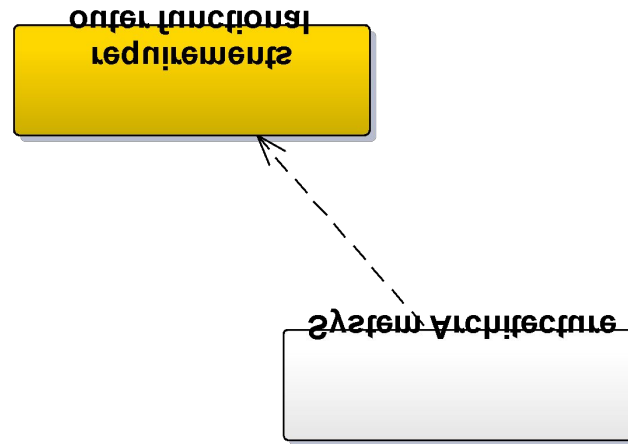 outer functional
requirements
System Architecture